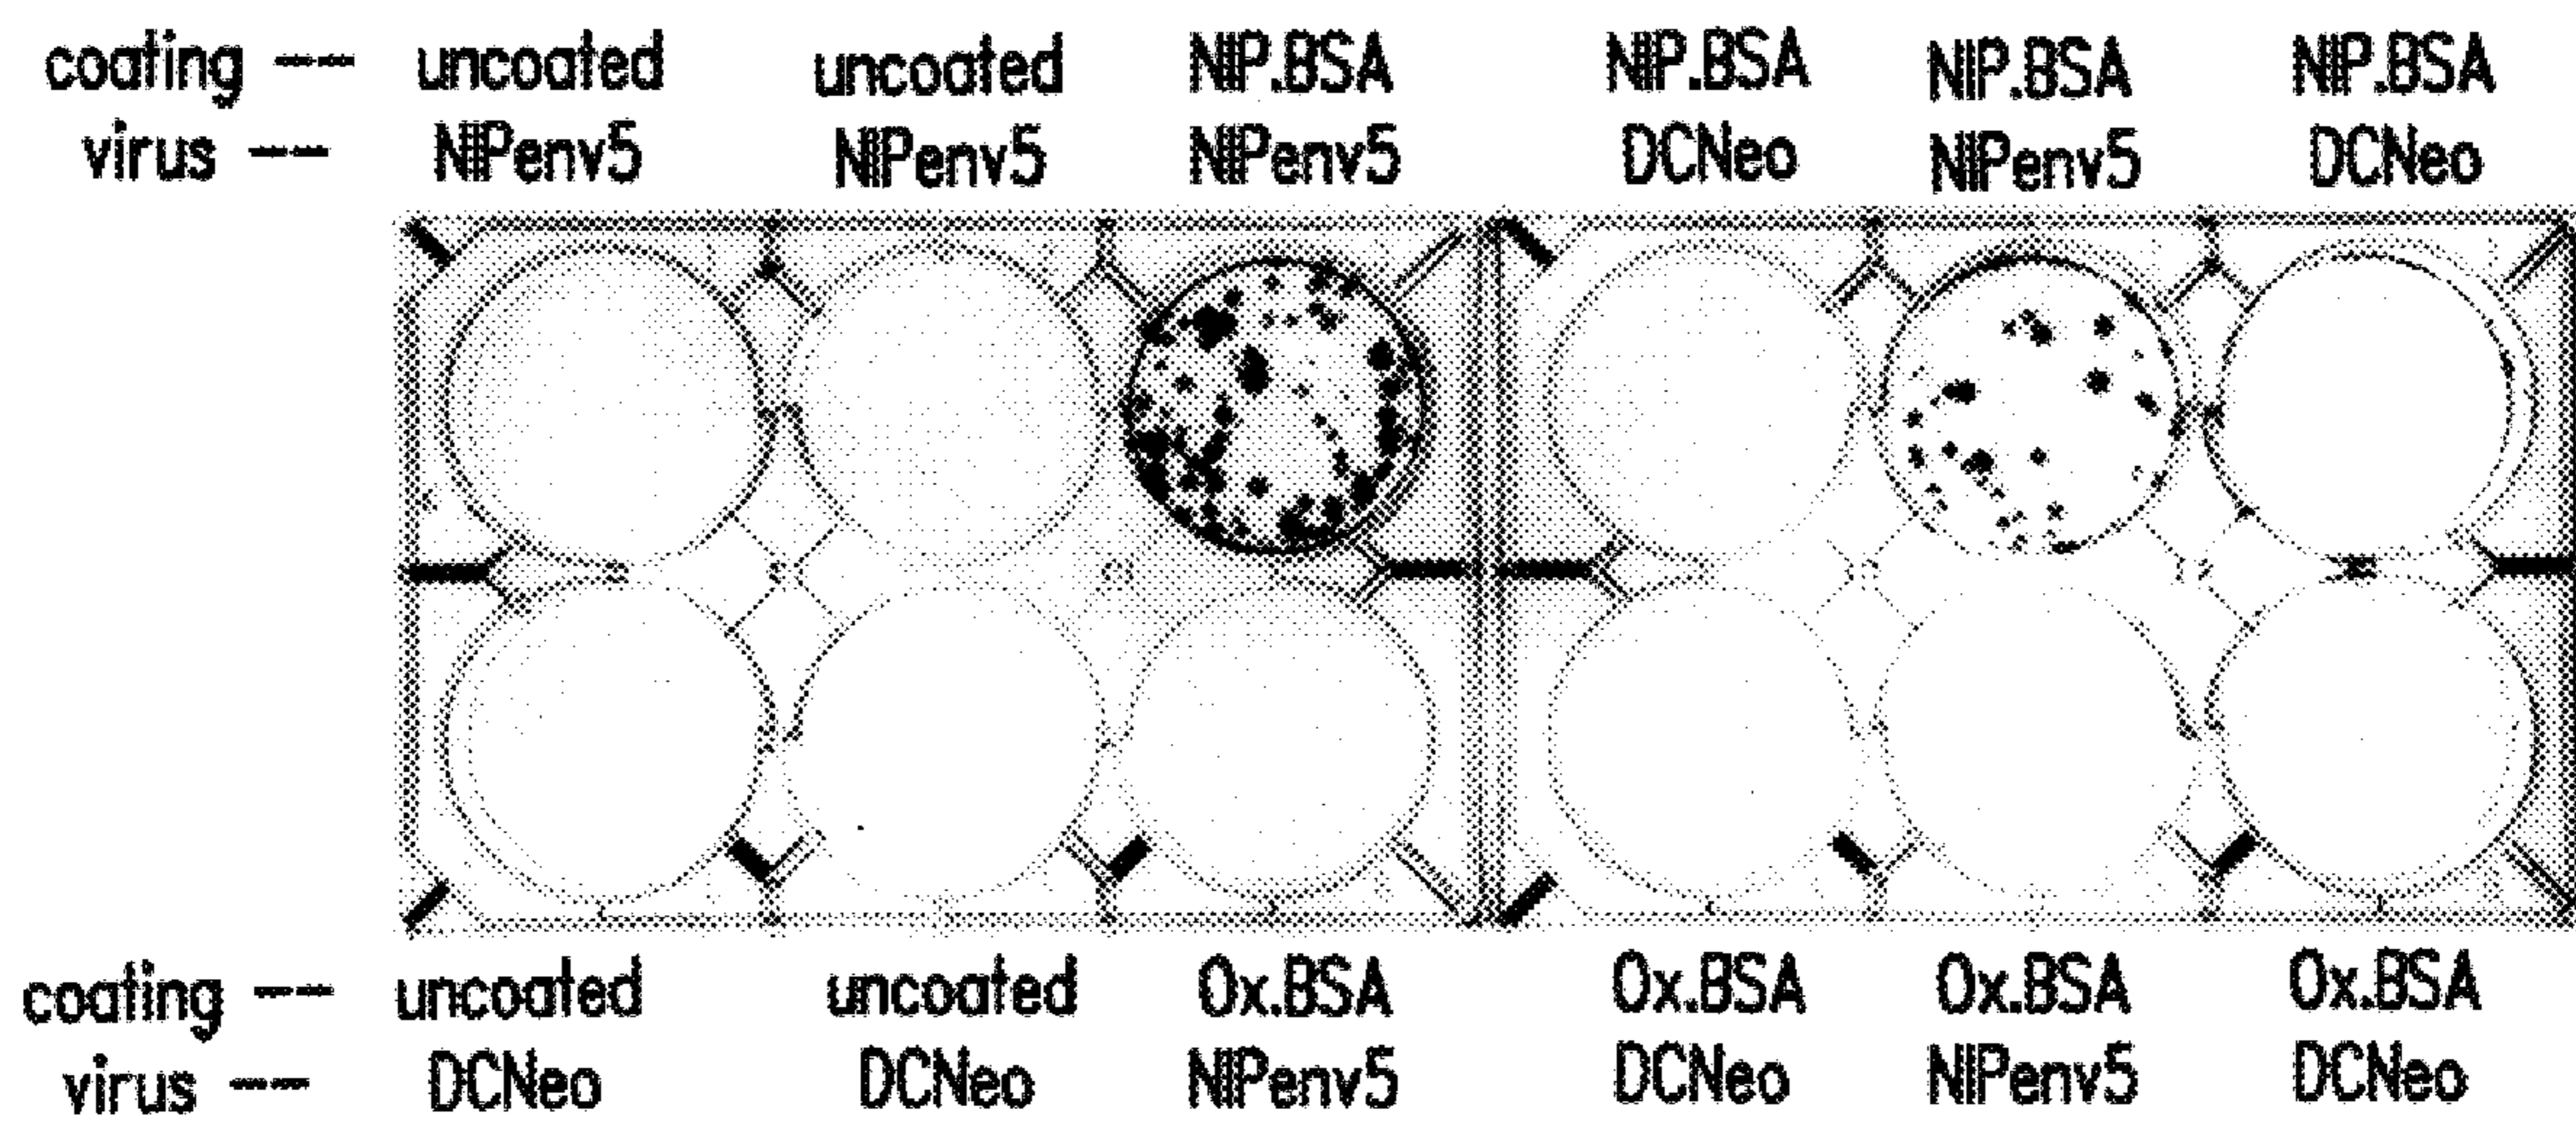 coating -- uncoated uncoated NIP.BSA NIP.BSA NIP.BSA NIP.BSA
virus -- NIPenv5 NIPenv5 NIPenv5 DCNeo NIPenv5 DCNeo
coating -- uncoated uncoated Ox.BSA Ox.BSA Ox.BSA Ox.BSA
virus -- DCNeo DCNeo NIPenv5 DCNeo NIPenv5 DCNeo